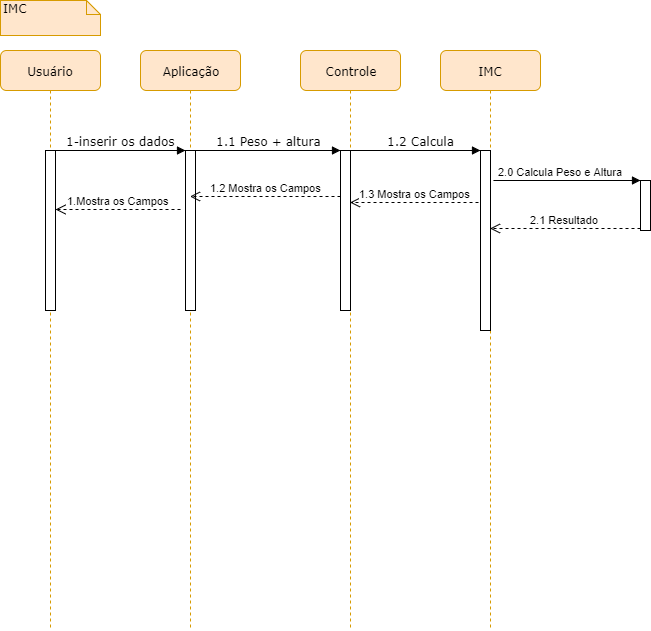 IMC
Usuário
Aplicação
Controle
IMC
1-inserir os dados
1.1 Peso + altura
1.2 Calcula
2.0 Calcula Peso e Altura
1.Mostra os Campos
1.2 Mostra os Campos
1.3 Mostra os Campos
2.1 Resultado